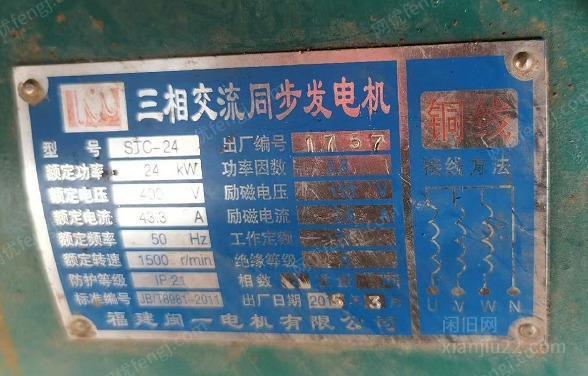 三相交流同步发电机
铜线
型号 STC-24 出厂编号 1757
额定功率 24 kW 功率因数
接线方法
额定电压 400 V 励磁电压
额定电流 43.3 A 励磁电流
额定频率 50 Hz 工作定额
额定转速 1500 r/min 绝缘等级
防护等级 IP21 相数
标准编号 JB/T8981-2011 出厂日期 2015 年 3 月
U V W N
福建闽一电机有限公司
闲旧网
xianjiu22.com